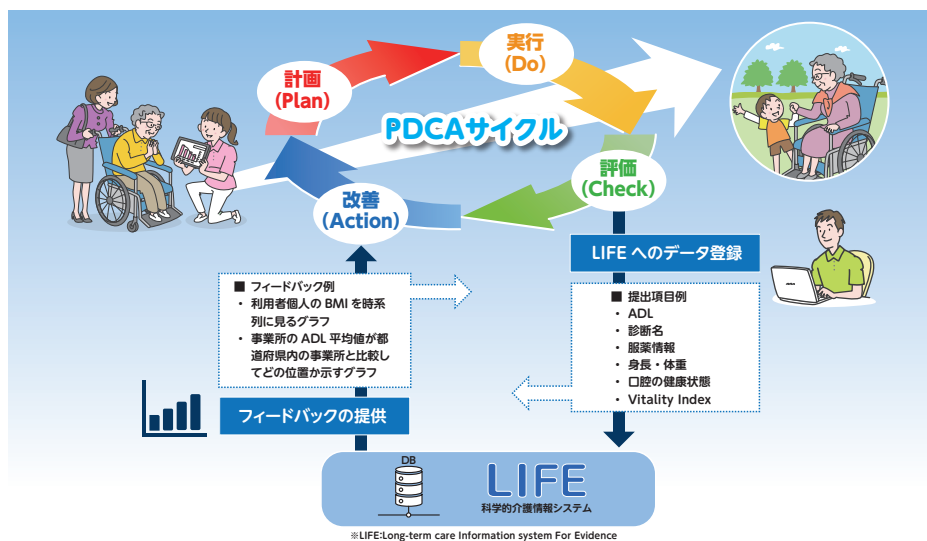 計画
(Plan)
実行
(Do)
PDCAサイクル
評価
(Check)
改善
(Action)
LIFE へのデータ登録
■ フィードバック例
・ 利用者個人の BMI を時系
列に見るグラフ
・ 事業所の ADL 平均値が都
道府県内の事業所と比較し
てどの位置か示すグラフ
■ 提出項目例
・ ADL
・ 診断名
・ 服薬情報
・ 身長・体重
・ 口腔の健康状態
・ Vitality Index
フィードバックの提供
DB
LIFE
科学的介護情報システム
※LIFE:Long-term care Information system For Evidence